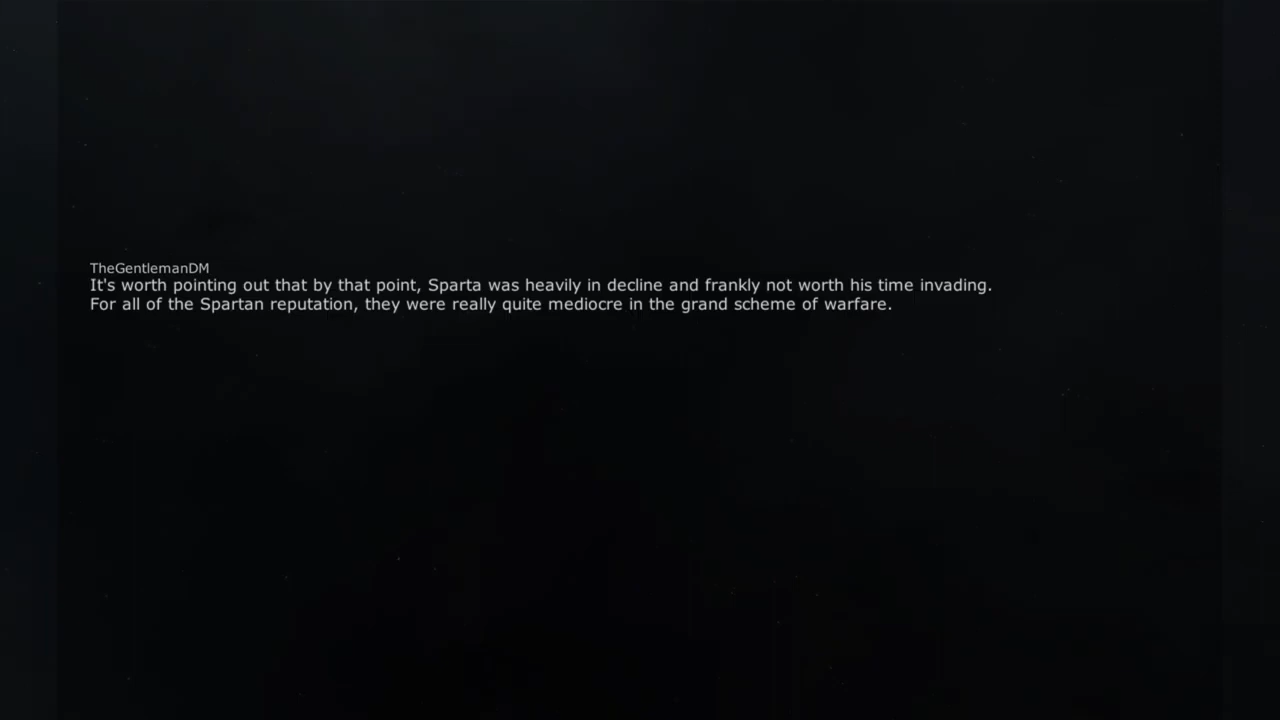 TheGentlemanDM
It's worth pointing out that by that point, Sparta was heavily in decline and frankly not worth his time invading.
For all of the Spartan reputation, they were really quite mediocre in the grand scheme of warfare.